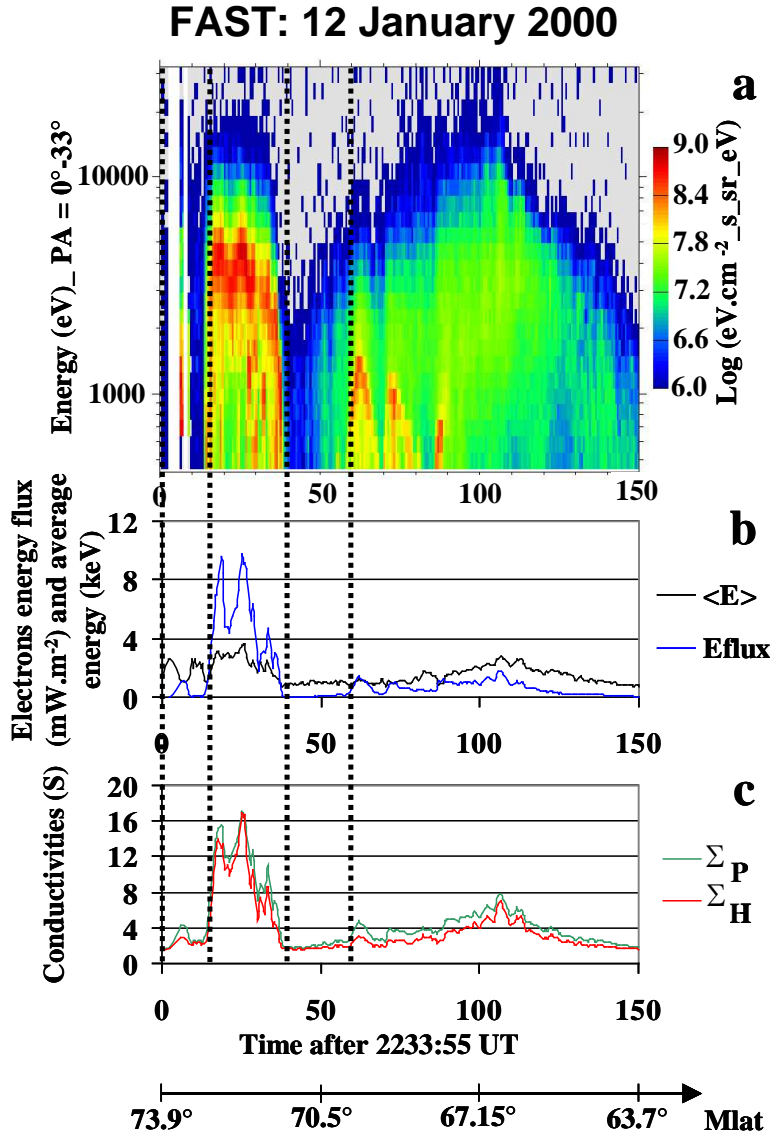 FAST: 12 January 2000
a
Energy (eV)_ PA = 0°-33°
10000
1000
0 50 100 150
9.0
8.4
7.8
7.2
6.6
6.0
Log (eV.cm⁻²_s_sr_eV)
b
Electrons energy flux
(mW.m⁻²) and average
energy (keV)
12
8
4
0
0 50 100 150
<E>
Eflux
c
Conductivities (S)
20
16
12
8
4
0
Σ P
Σ H
0 50 100 150
Time after 2233:55 UT
73.9° 70.5° 67.15° 63.7° Mlat